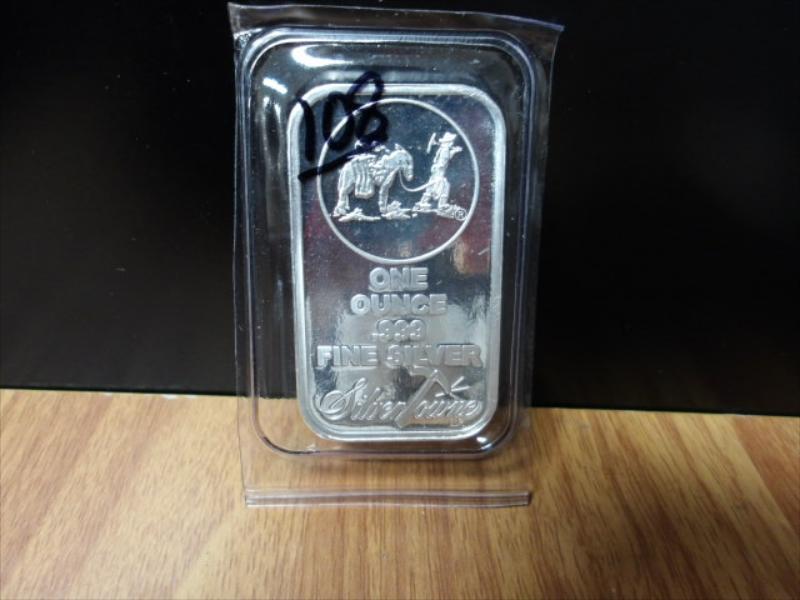 108
®
ONE
OUNCE
.999
FINE SILVER
SilverTowne